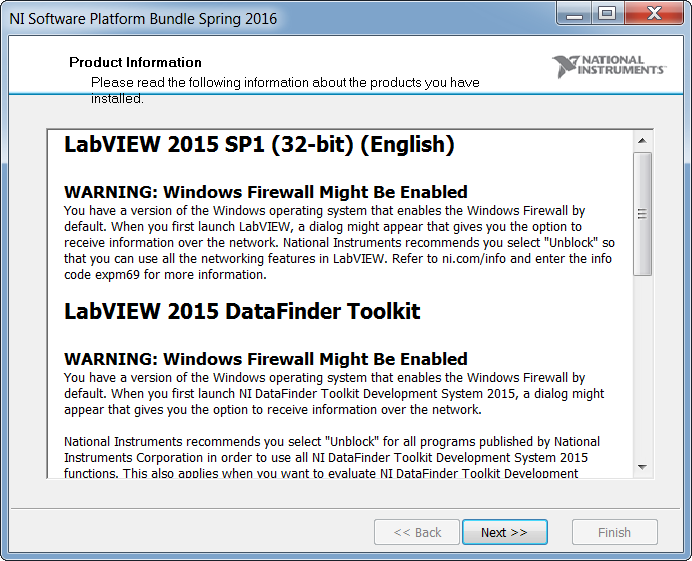 NI Software Platform Bundle Spring 2016
Product Information
Please read the following information about the products you have
installed.
NATIONAL
INSTRUMENTS™
LabVIEW 2015 SP1 (32-bit) (English)
WARNING: Windows Firewall Might Be Enabled
You have a version of the Windows operating system that enables the Windows Firewall by
default. When you first launch LabVIEW, a dialog might appear that gives you the option to
receive information over the network. National Instruments recommends you select "Unblock" so
that you can use all the networking features in LabVIEW. Refer to ni.com/info and enter the info
code expm69 for more information.
LabVIEW 2015 DataFinder Toolkit
WARNING: Windows Firewall Might Be Enabled
You have a version of the Windows operating system that enables the Windows Firewall by
default. When you first launch NI DataFinder Toolkit Development System 2015, a dialog might
appear that gives you the option to receive information over the network.
National Instruments recommends you select "Unblock" for all programs published by National
Instruments Corporation in order to use all NI DataFinder Toolkit Development System 2015
functions. This also applies when you want to evaluate NI DataFinder Toolkit Development
<< Back
Next >>
Finish